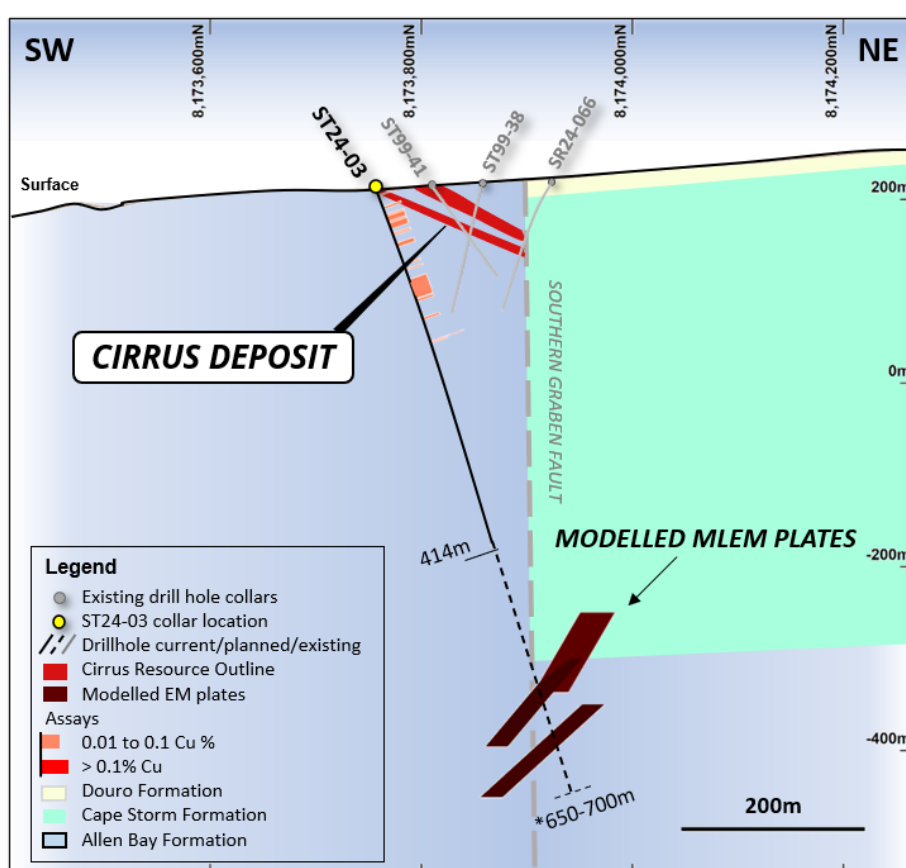 SW
NE
8,173,600mN
8,173,800mN
8,174,000mN
8,174,200mN
ST24-03
ST99-41
ST99-38
SR24-066
Surface
200m
CIRRUS DEPOSIT
SOUTHERN GRABEN FAULT
0m
-200m
-400m
MODELLED MLEM PLATES
414m
*650-700m
200m
Legend
Existing drill hole collars
ST24-03 collar location
Drillhole current/planned/existing
Cirrus Resource Outline
Modelled EM plates
Assays
0.01 to 0.1 Cu %
> 0.1% Cu
Douro Formation
Cape Storm Formation
Allen Bay Formation